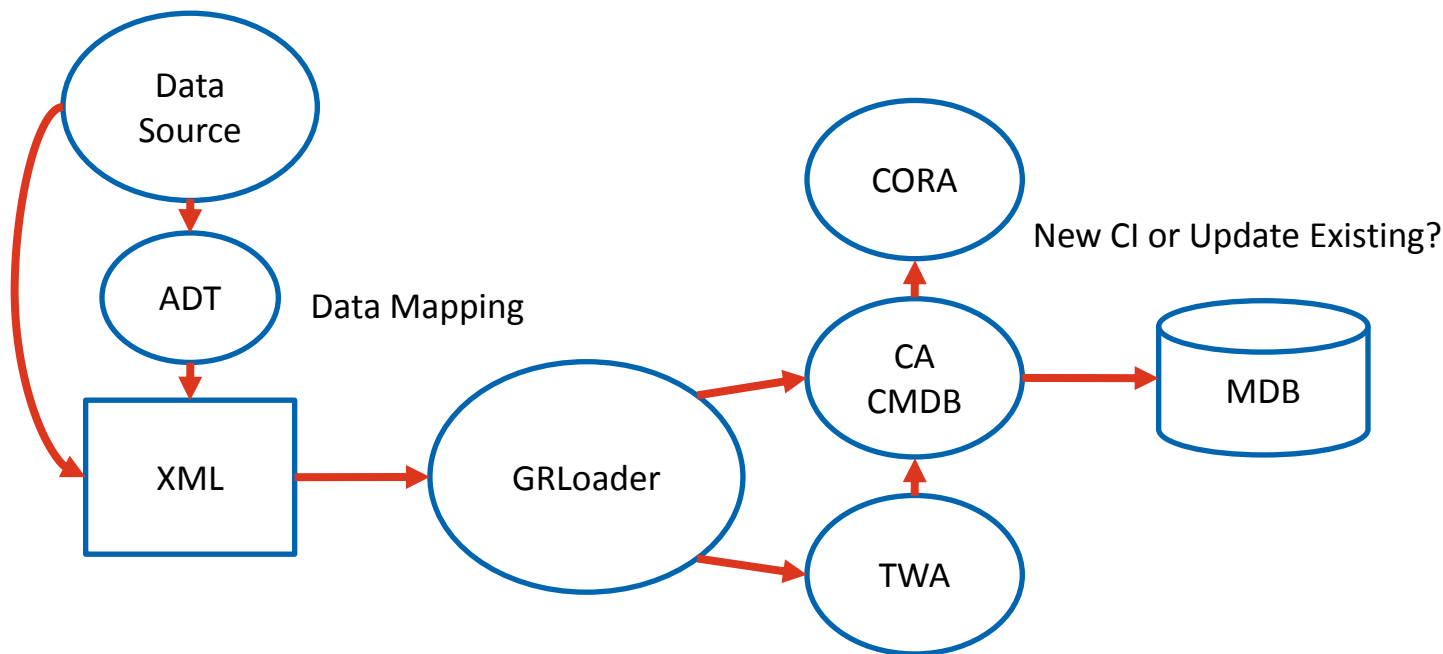 Data
Source
ADT
Data Mapping
XML
GRLoader
CORA
New CI or Update Existing?
CA
CMDB
MDB
TWA